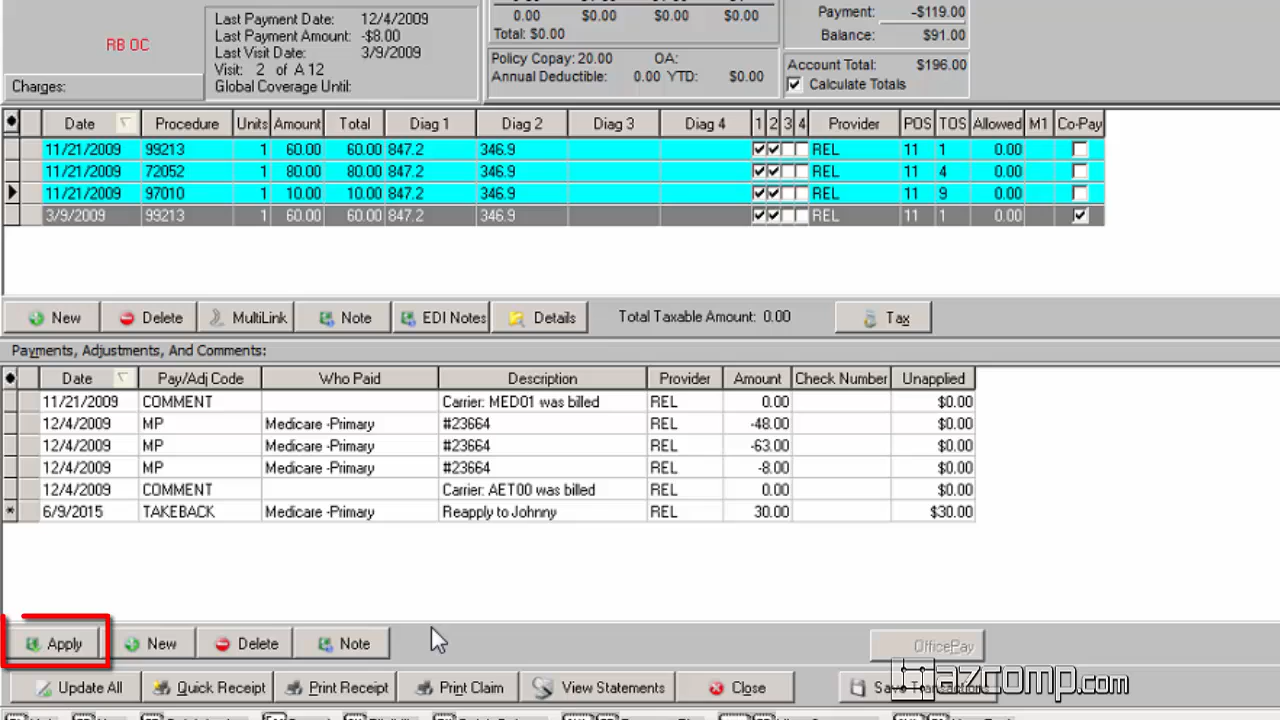 RB OC
Charges:
Last Payment Date: 12/4/2009
Last Payment Amount: -$8.00
Last Visit Date: 3/9/2009
Visit: 2 of A 12
Global Coverage Until:
0.00 $0.00 $0.00 $0.00
Total: $0.00
Policy Copay: 20.00 OA:
Annual Deductible: 0.00 YTD: $0.00
Payment: -$119.00
Balance: $91.00
Account Total: $196.00
Calculate Totals
Date Procedure Units Amount Total Diag 1 Diag 2 Diag 3 Diag 4 1 2 3 4 Provider POS TOS Allowed M1 Co-Pay
11/21/2009 99213 1 60.00 60.00 847.2 346.9 REL 11 1 0.00
11/21/2009 72052 1 80.00 80.00 847.2 346.9 REL 11 4 0.00
11/21/2009 97010 1 10.00 10.00 847.2 346.9 REL 11 9 0.00
3/9/2009 99213 1 60.00 60.00 847.2 346.9 REL 11 1 0.00
New Delete MultiLink Note EDI Notes Details Total Taxable Amount: 0.00 Tax
Payments, Adjustments, And Comments:
Date Pay/Adj Code Who Paid Description Provider Amount Check Number Unapplied
11/21/2009 COMMENT Carrier: MED01 was billed REL 0.00 $0.00
12/4/2009 MP Medicare -Primary #23664 REL -48.00 $0.00
12/4/2009 MP Medicare -Primary #23664 REL -63.00 $0.00
12/4/2009 MP Medicare -Primary #23664 REL -8.00 $0.00
12/4/2009 COMMENT Carrier: AET00 was billed REL 0.00 $0.00
* 6/9/2015 TAKEBACK Medicare -Primary Reapply to Johnny REL 30.00 $30.00
Apply New Delete Note OfficePay
Update All Quick Receipt Print Receipt Print Claim View Statements Close Save Transactions
azcomp.com